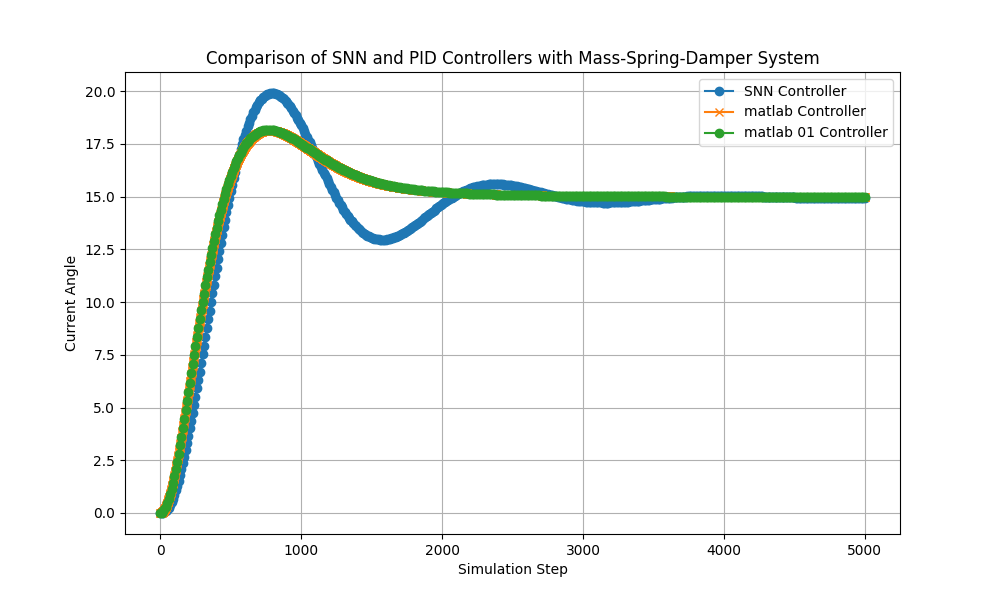 Comparison of SNN and PID Controllers with Mass-Spring-Damper System
SNN Controller
matlab Controller
matlab 01 Controller
20.0
17.5
15.0
12.5
10.0
7.5
5.0
2.5
0.0
Current Angle
0 1000 2000 3000 4000 5000
Simulation Step